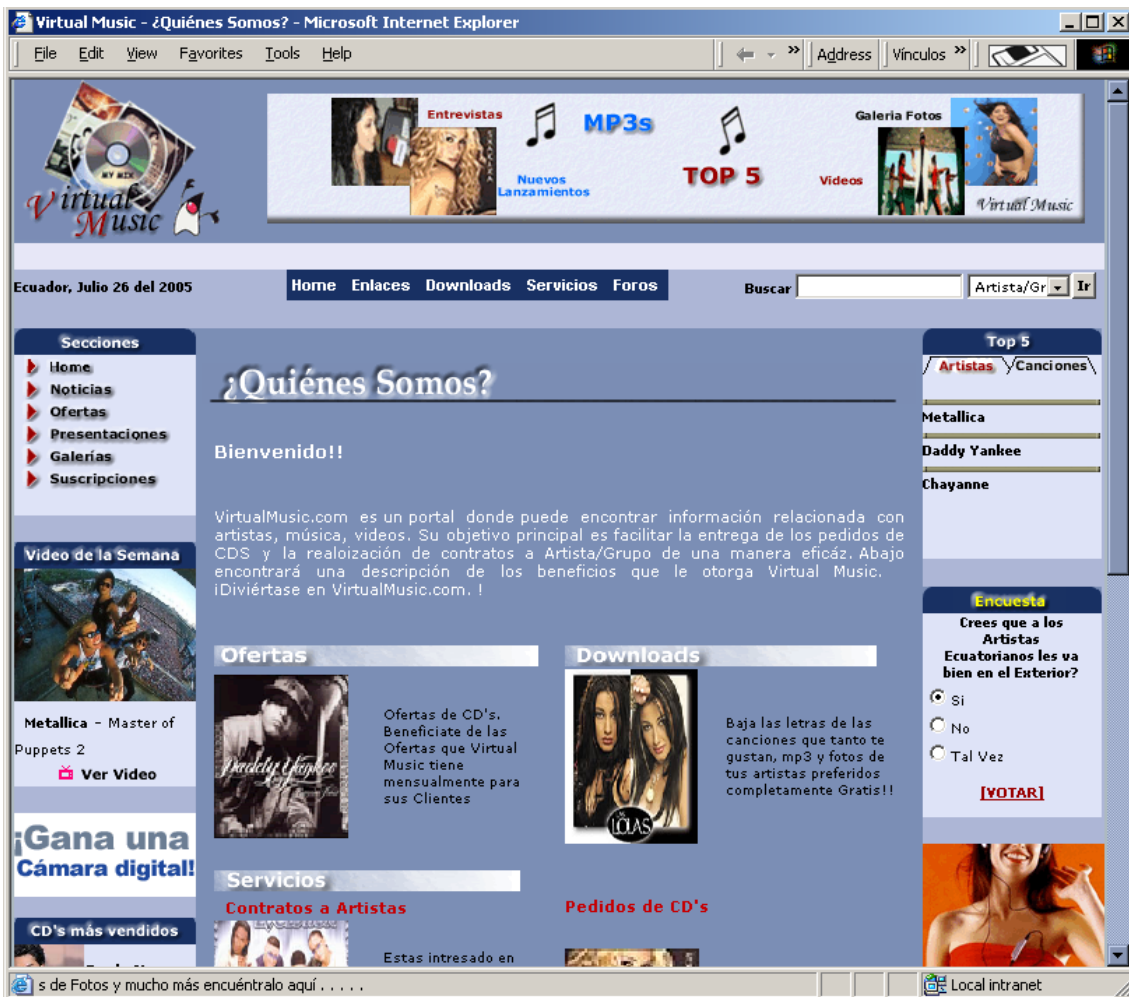 Virtual Music - ¿Quiénes Somos? - Microsoft Internet Explorer
File Edit View Favorites Tools Help
» Address Vínculos »
MY MIX
Virtual
Music
Entrevistas
MP3s
Nuevos
Lanzamientos
TOP 5
Galeria Fotos
Videos
Virtual Music
Ecuador, Julio 26 del 2005
Home Enlaces Downloads Servicios Foros
Buscar
Artista/Gr
Ir
Secciones
Home
Noticias
Ofertas
Presentaciones
Galerías
Suscripciones
Video de la Semana
Metallica - Master of
Puppets 2
Ver Video
¡Gana una
Cámara digital!
CD's más vendidos
¿Quiénes Somos?
Bienvenido!!
VirtualMusic.com es un portal donde puede encontrar información relacionada con
artistas, música, videos. Su objetivo principal es facilitar la entrega de los pedidos de
CDS y la realoización de contratos a Artista/Grupo de una manera eficáz. Abajo
encontrará una descripción de los beneficios que le otorga Virtual Music.
¡Diviértase en VirtualMusic.com. !
Ofertas
Daddy Yankee
Ofertas de CD's.
Beneficiate de las
Ofertas que Virtual
Music tiene
mensualmente para
sus Clientes
Downloads
LOLAS
Baja las letras de las
canciones que tanto te
gustan, mp3 y fotos de
tus artistas preferidos
completamente Gratis!!
Servicios
Contratos a Artistas
Estas intresado en
Pedidos de CD's
Top 5
Artistas Canciones
Metallica
Daddy Yankee
Chayanne
Encuesta
Crees que a los
Artistas
Ecuatorianos les va
bien en el Exterior?
Si
No
Tal Vez
[VOTAR]
s de Fotos y mucho más encuéntralo aquí . . . . .
Local intranet